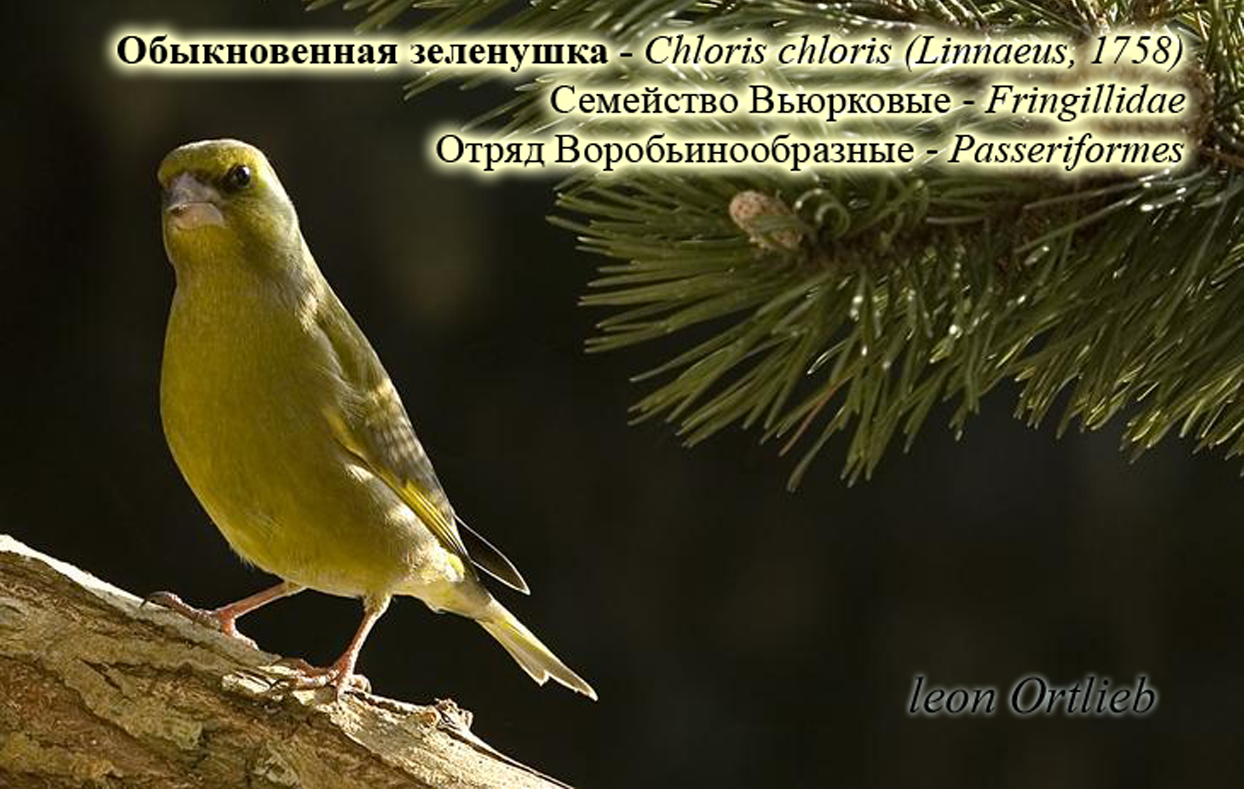 Обыкновенная зеленушка - Chloris chloris (Linnaeus, 1758)
Семейство Вьюрковые - Fringillidae
Отряд Воробьинообразные - Passeriformes
leon Ortlieb